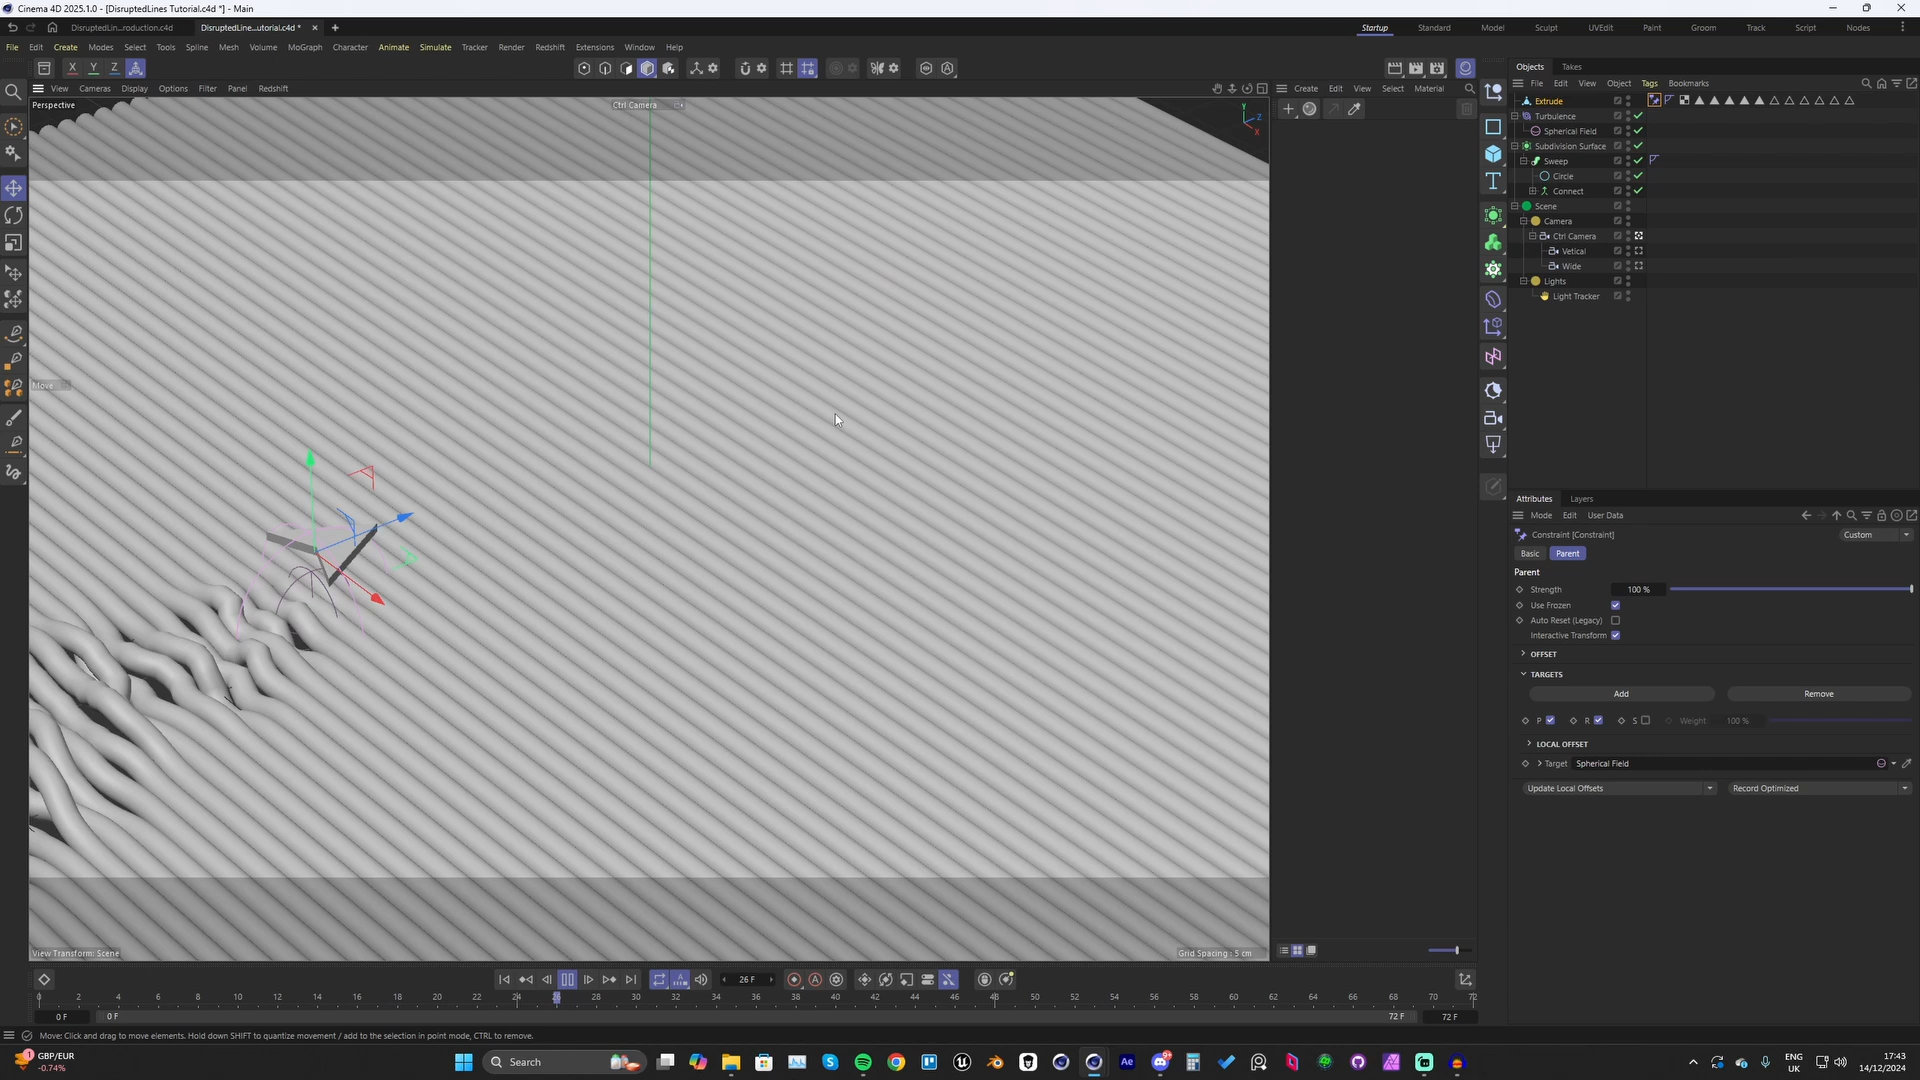 Cinema 4D 2025.1.0 - [DisruptedLines Tutorial.c4d *] - Main
DisruptedLin...roduction.c4d
DisruptedLine...utorial.c4d *
Startup
Standard
Model
Sculpt
UVEdit
Paint
Groom
Track
Script
Nodes
File
Edit
Create
Modes
Select
Tools
Spline
Mesh
Volume
MoGraph
Character
Animate
Simulate
Tracker
Render
Redshift
Extensions
Window
Help
X
Y
Z
Objects
Takes
View
Cameras
Display
Options
Filter
Panel
Redshift
Create
Edit
View
Select
Material
File
Edit
View
Object
Tags
Bookmarks
Perspective
Ctrl Camera
Y
Z
X
Extrude
Turbulence
Spherical Field
Subdivision Surface
Sweep
Circle
Connect
Scene
Camera
Ctrl Camera
Vetical
Wide
Lights
Light Tracker
Move
Attributes
Layers
Mode
Edit
User Data
Constraint [Constraint]
Custom
Basic
Parent
Parent
Strength
100 %
Use Frozen
Auto Reset (Legacy)
Interactive Transform
OFFSET
TARGETS
Add
Remove
P
R
S
Weight
100 %
LOCAL OFFSET
Target
Spherical Field
Update Local Offsets
Record Optimized
View Transform: Scene
Grid Spacing : 5 cm
26 F
0 2 4 6 8 10 12 14 16 18 20 22 24 26 28 30 32 34 36 38 40 42 44 46 48 50 52 54 56 58 60 62 64 66 68 70 72
0 F
0 F
72 F
72 F
Move: Click and drag to move elements. Hold down SHIFT to quantize movement / add to the selection in point mode, CTRL to remove.
1
GBP/EUR
-0.74%
Search
Ae
9+
ENG
UK
17:43
14/12/2024